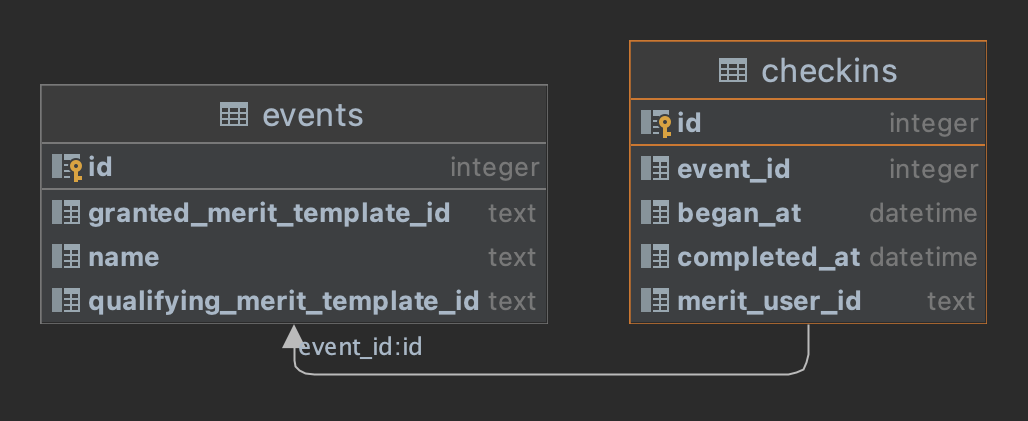 events
id integer
granted_merit_template_id text
name text
qualifying_merit_template_id text
checkins
id integer
event_id integer
began_at datetime
completed_at datetime
merit_user_id text
event_id:id